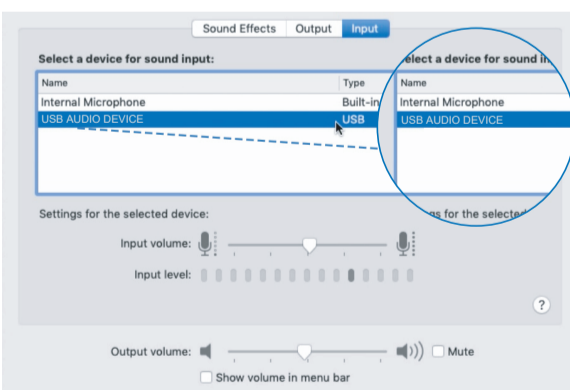 Sound Effects Output Input
Select a device for sound input:
Name Type
Internal Microphone Built-in
USB AUDIO DEVICE USB
Settings for the selected device:
Input volume:
Input level:
?
Output volume: Mute
Show volume in menu bar
elect a device for sound in
Name
Internal Microphone
USB AUDIO DEVICE
gs for the selected